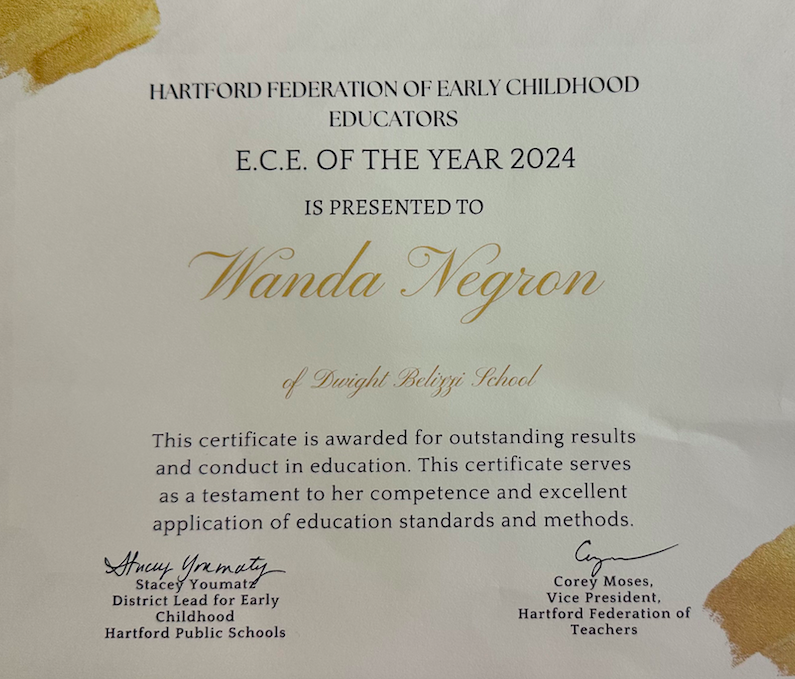 HARTFORD FEDERATION OF EARLY CHILDHOOD
EDUCATORS
E.C.E. OF THE YEAR 2024
IS PRESENTED TO
Wanda Negron
of Dwight Belizzi School
This certificate is awarded for outstanding results
and conduct in education. This certificate serves
as a testament to her competence and excellent
application of education standards and methods.
Stacey Youmatz
Stacey Youmatz
District Lead for Early
Childhood
Hartford Public Schools
Corey Moses,
Vice President,
Hartford Federation of
Teachers